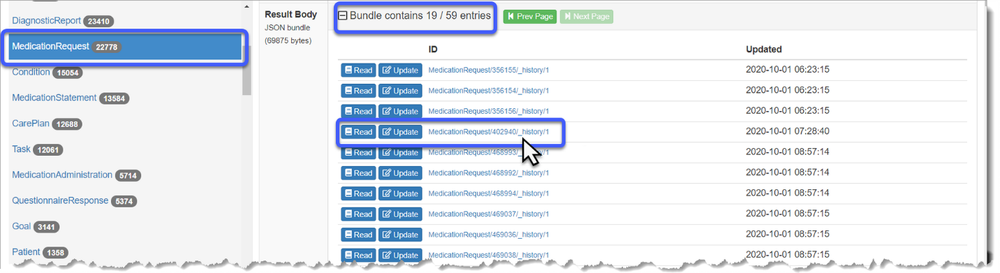 DiagnosticReport 23410
MedicationRequest 22778
Condition 15054
MedicationStatement 13584
CarePlan 12688
Task 12061
MedicationAdministration 5714
QuestionnaireResponse 5374
Goal 3141
Patient 1358
Result Body
JSON bundle
(69875 bytes)
Bundle contains 19 / 59 entries Prev Page Next Page
ID Updated
Read Update MedicationRequest/356155/_history/1 2020-10-01 06:23:15
Read Update MedicationRequest/356154/_history/1 2020-10-01 06:23:15
Read Update MedicationRequest/356156/_history/1 2020-10-01 06:23:15
Read Update MedicationRequest/402940/_history/1 2020-10-01 07:28:40
Read Update MedicationRequest/468993/_history/1 2020-10-01 08:57:14
Read Update MedicationRequest/468992/_history/1 2020-10-01 08:57:14
Read Update MedicationRequest/468994/_history/1 2020-10-01 08:57:14
Read Update MedicationRequest/469037/_history/1 2020-10-01 08:57:15
Read Update MedicationRequest/469036/_history/1 2020-10-01 08:57:15
Read Update MedicationRequest/469038/_history/1 2020-10-01 08:57:15